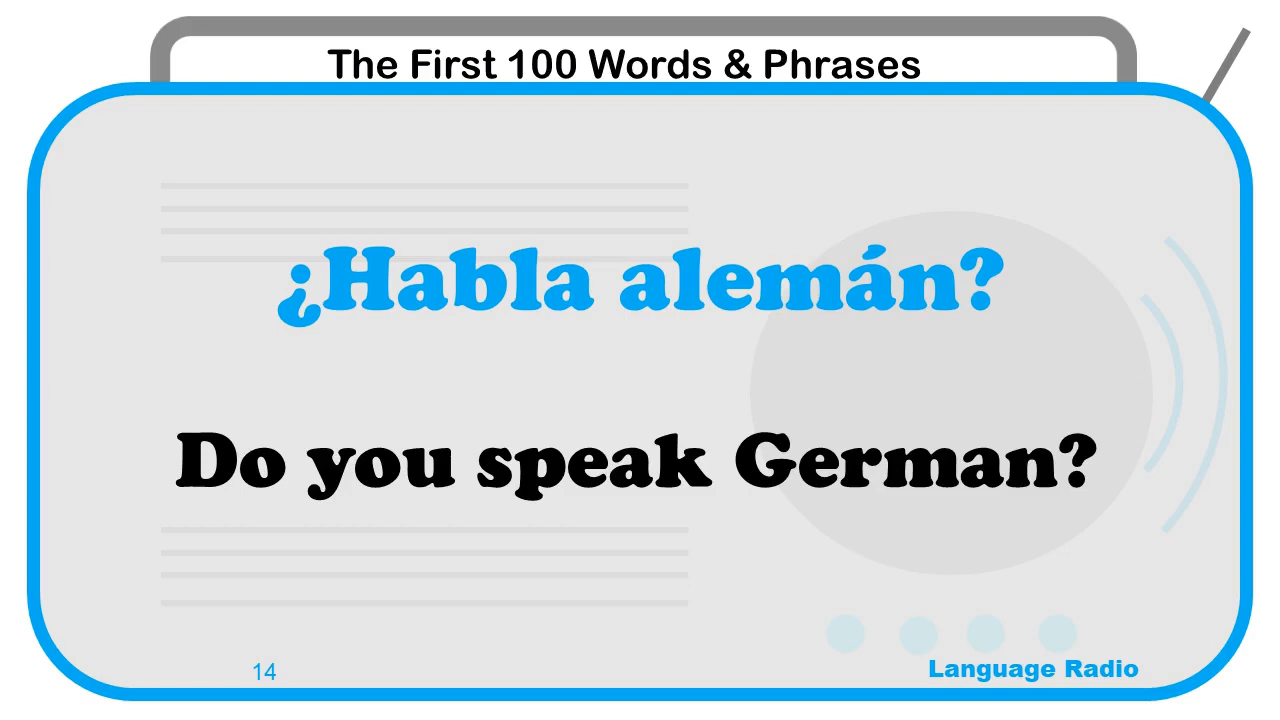 The First 100 Words & Phrases
¿Habla alemán?
Do you speak German?
14
Language Radio